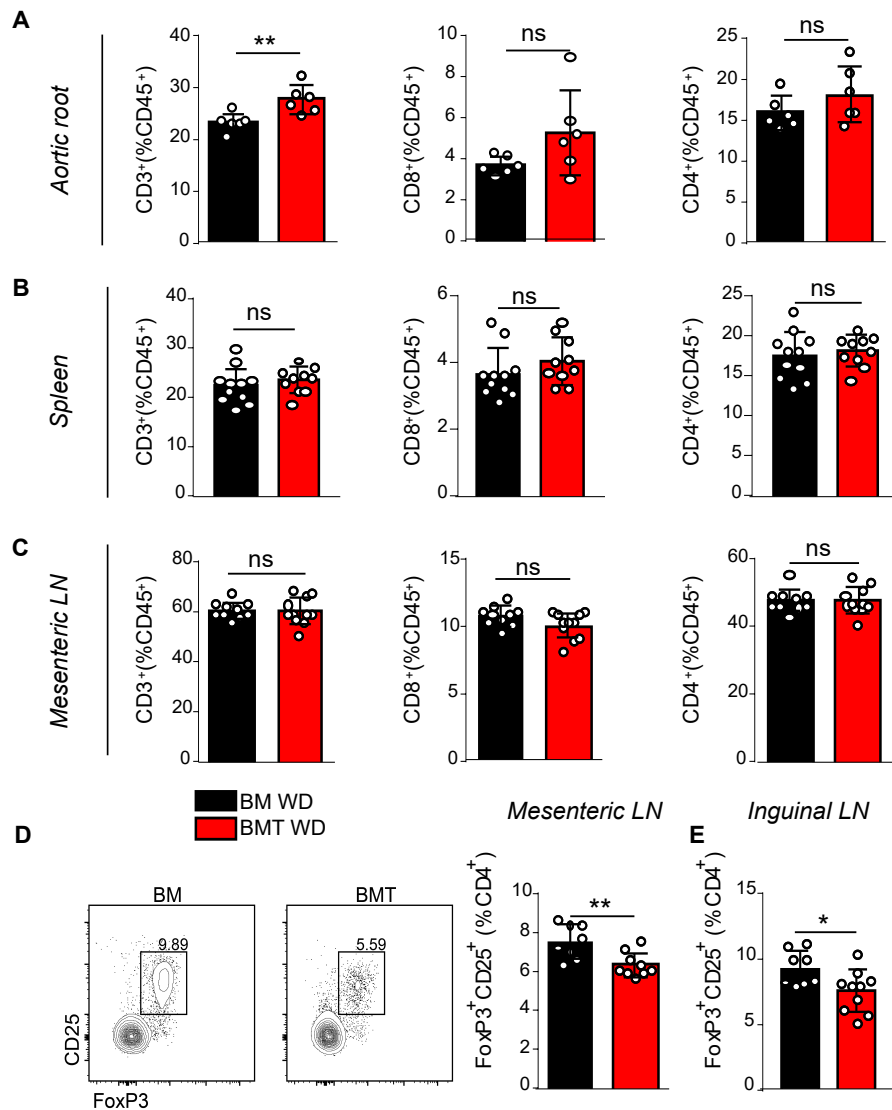 A
Aortic root
CD3⁺(%CD45⁺)
40
30
20
10
0
**
CD8⁺(%CD45⁺)
10
8
6
4
2
0
ns
CD4⁺(%CD45⁺)
25
20
15
10
5
0
ns
B
Spleen
CD3⁺(%CD45⁺)
40
30
20
10
0
ns
CD8⁺(%CD45⁺)
6
4
2
0
ns
CD4⁺(%CD45⁺)
25
20
15
10
5
0
ns
C
Mesenteric LN
CD3⁺(%CD45⁺)
80
60
40
20
0
ns
CD8⁺(%CD45⁺)
15
10
5
0
ns
CD4⁺(%CD45⁺)
60
40
20
0
ns
BM WD
BMT WD
D
BM
9.89
BMT
5.59
CD25
FoxP3
Mesenteric LN
FoxP3⁺ CD25⁺ (%CD4⁺)
10
8
6
4
2
0
**
E
Inguinal LN
FoxP3⁺ CD25⁺ (%CD4⁺)
15
10
5
0
*